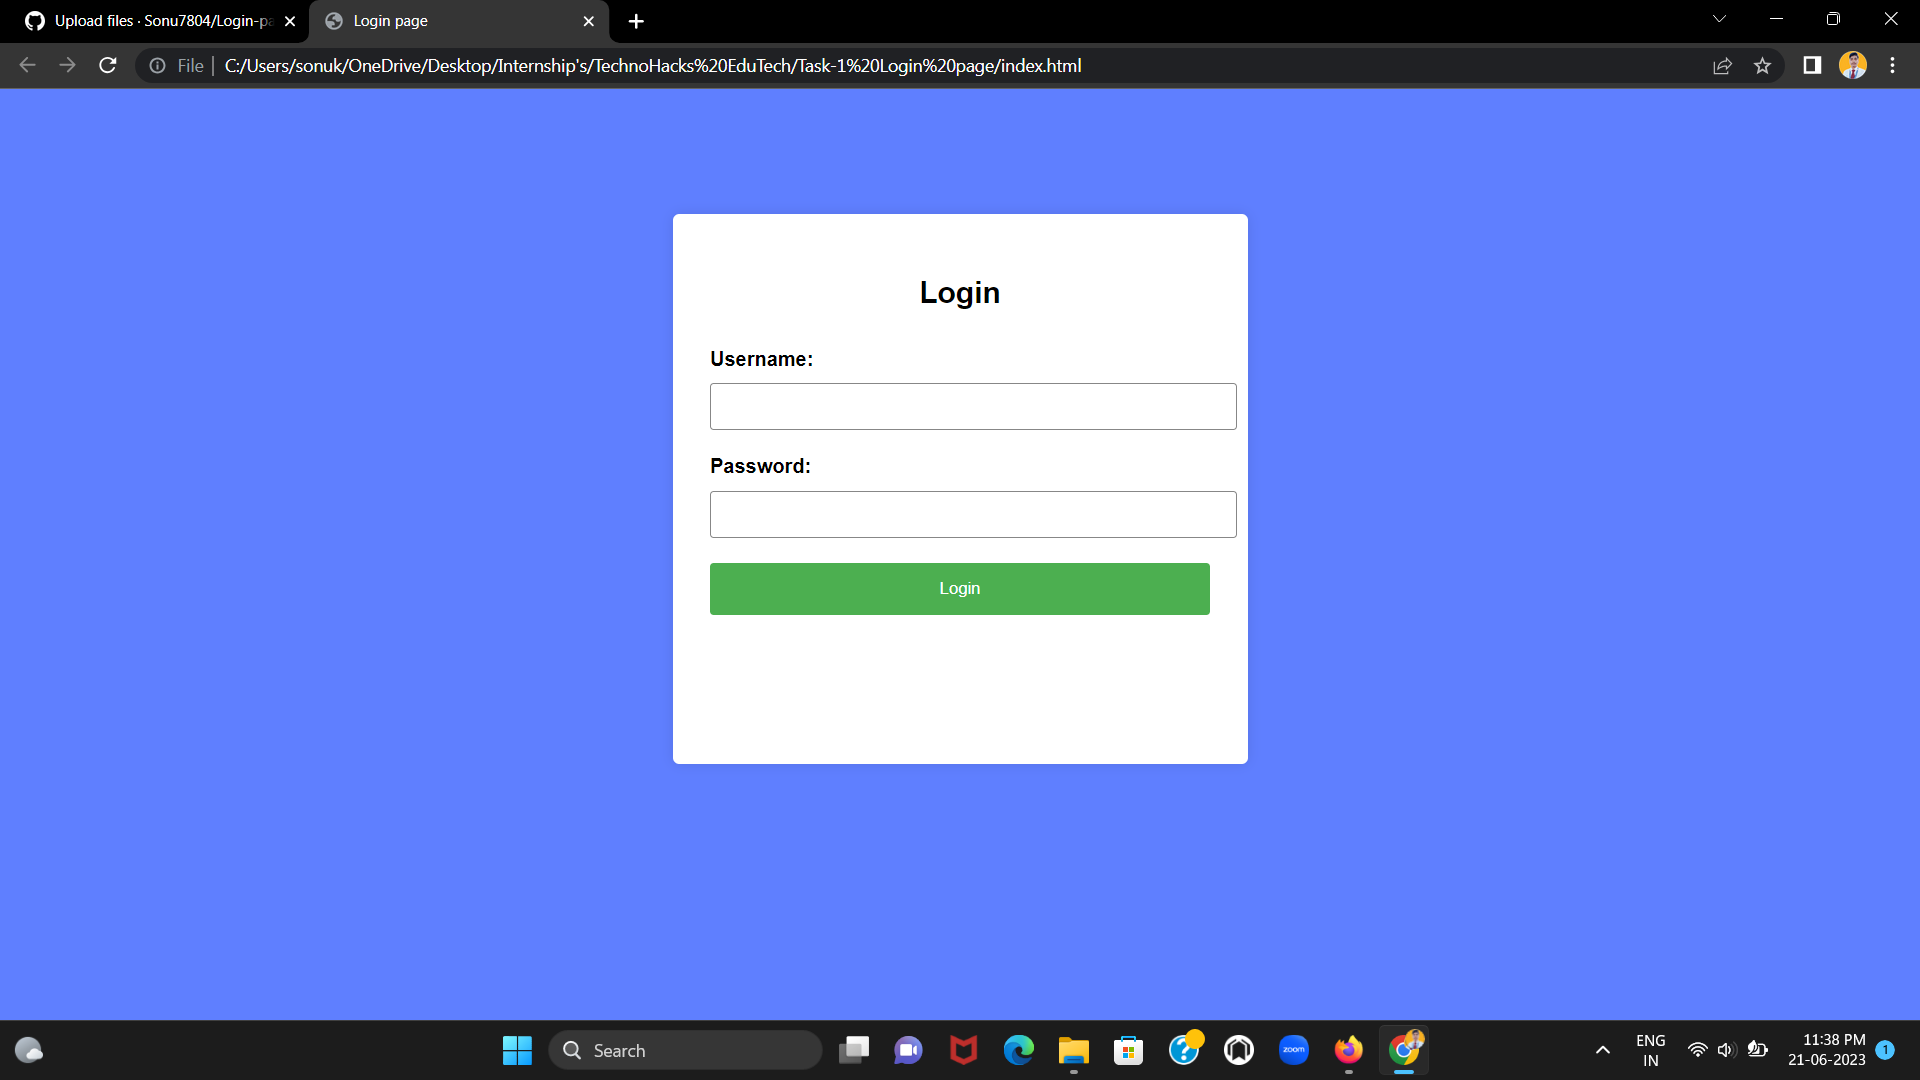 Upload files · Sonu7804/Login-pa
Login page
File
C:/Users/sonuk/OneDrive/Desktop/Internship's/TechnoHacks%20EduTech/Task-1%20Login%20page/index.html
Login
Username:
Password:
Login
Search
zoom
ENG
IN
11:38 PM
21-06-2023
1